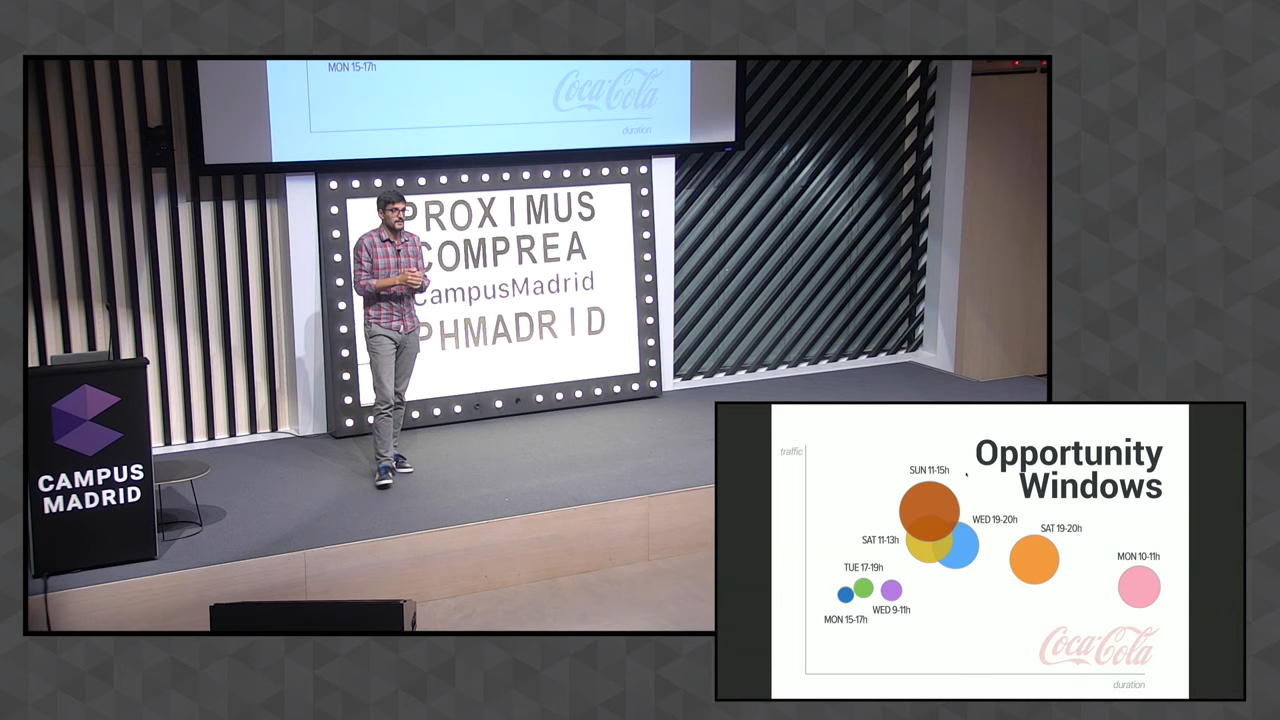 MON 15-17h
Coca-Cola
duration
PROXIMUS
COMPREA
CampusMadrid
PHMADRID
CAMPUS
MADRID
traffic
Opportunity
Windows
SUN 11-15h
WED 19-20h
SAT 19-20h
SAT 11-13h
MON 10-11h
TUE 17-19h
WED 9-11h
MON 15-17h
Coca-Cola
duration